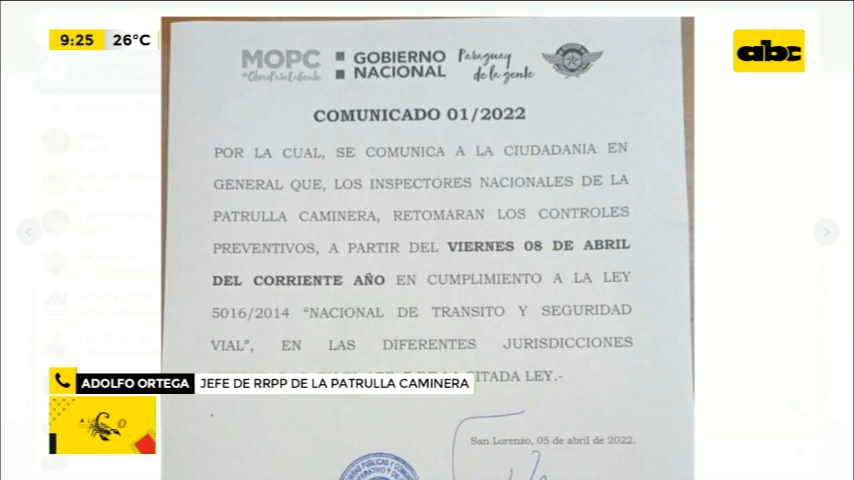 9:25 26°C
abc
MOPC
GOBIERNO
NACIONAL
Paraguay
de la gente
COMUNICADO 01/2022
POR LA CUAL, SE COMUNICA A LA CIUDADANIA EN
GENERAL QUE, LOS INSPECTORES NACIONALES DE LA
PATRULLA CAMINERA, RETOMARAN LOS CONTROLES
PREVENTIVOS, A PARTIR DEL VIERNES 08 DE ABRIL
DEL CORRIENTE AÑO EN CUMPLIMIENTO A LA LEY
5016/2014 "NACIONAL DE TRANSITO Y SEGURIDAD
VIAL", EN LAS DIFERENTES JURISDICCIONES
CITADA LEY.-
ADOLFO ORTEGA JEFE DE RRPP DE LA PATRULLA CAMINERA
San Lorenzo, 05 de abril de 2022.